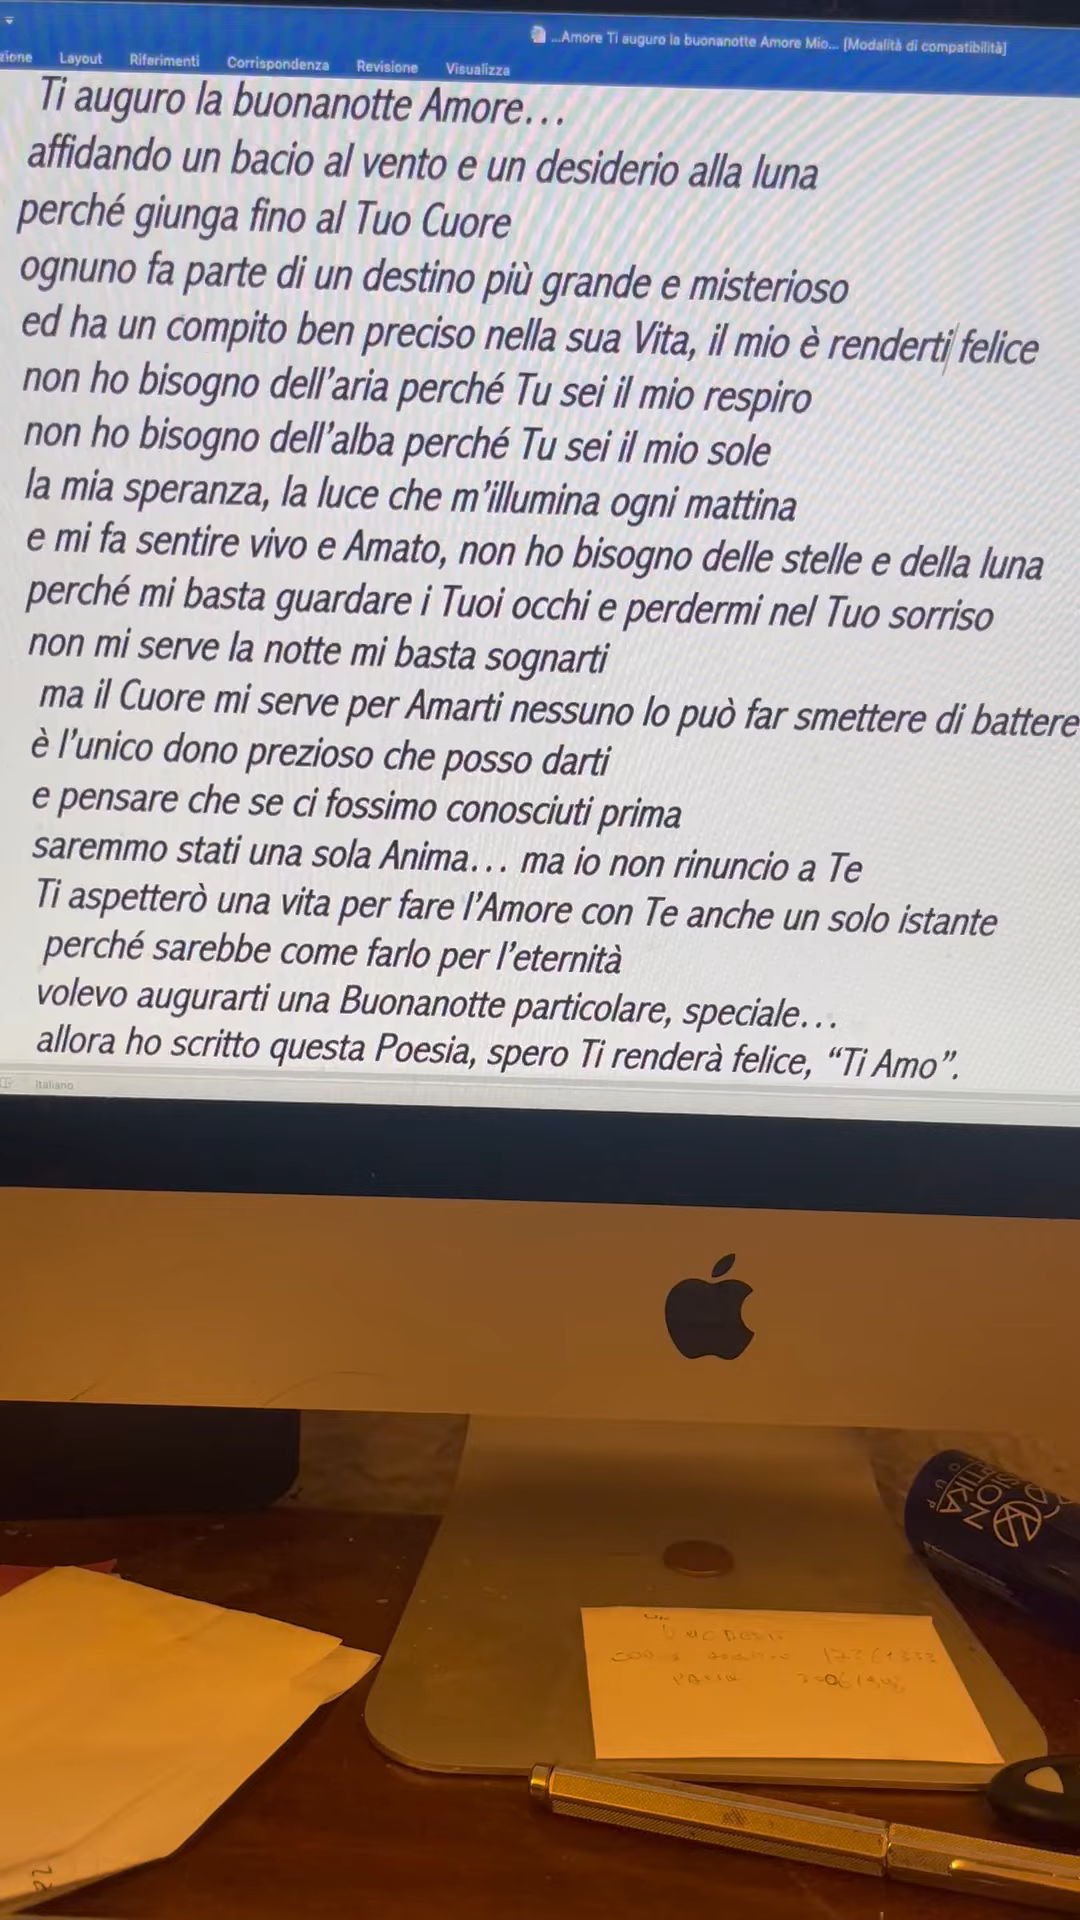 ...Amore Ti auguro la buonanotte Amore Mio... [Modalità di compatibilità]
zione Layout Riferimenti Corrispondenza Revisione Visualizza
Ti auguro la buonanotte Amore...
affidando un bacio al vento e un desiderio alla luna
perché giunga fino al Tuo Cuore
ognuno fa parte di un destino più grande e misterioso
ed ha un compito ben preciso nella sua Vita, il mio è renderti felice
non ho bisogno dell'aria perché Tu sei il mio respiro
non ho bisogno dell'alba perché Tu sei il mio sole
la mia speranza, la luce che m'illumina ogni mattina
e mi fa sentire vivo e Amato, non ho bisogno delle stelle e della luna
perché mi basta guardare i Tuoi occhi e perdermi nel Tuo sorriso
non mi serve la notte mi basta sognarti
ma il Cuore mi serve per Amarti nessuno lo può far smettere di battere
è l'unico dono prezioso che posso darti
e pensare che se ci fossimo conosciuti prima
saremmo stati una sola Anima... ma io non rinuncio a Te
Ti aspetterò una vita per fare l'Amore con Te anche un solo istante
perché sarebbe come farlo per l'eternità
volevo augurarti una Buonanotte particolare, speciale...
allora ho scritto questa Poesia, spero Ti renderà felice, “Ti Amo”.
Italiano